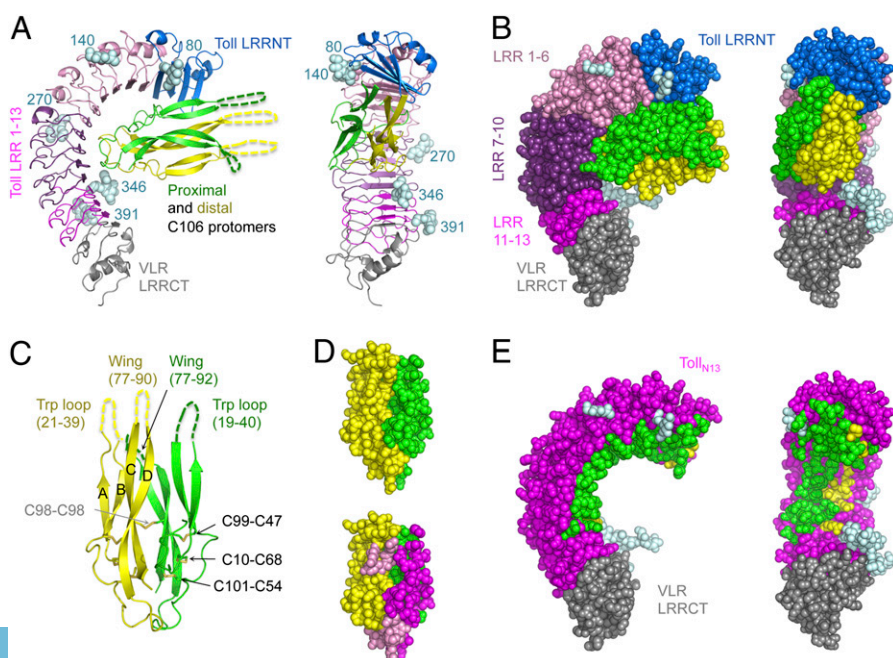 A
140
80
Toll LRRNT
270
Toll LRR 1-13
346
391
Proximal
and distal
C106 protomers
VLR
LRRCT
140
270
346
391
B
LRR 1-6
Toll LRRNT
LRR 7-10
LRR
11-13
VLR
LRRCT
C
Wing
(77-90)
Wing
(77-92)
Trp loop
(21-39)
Trp loop
(19-40)
A
B
C
D
C98-C98
C99-C47
C10-C68
C101-C54
D
E
TollN13
VLR
LRRCT